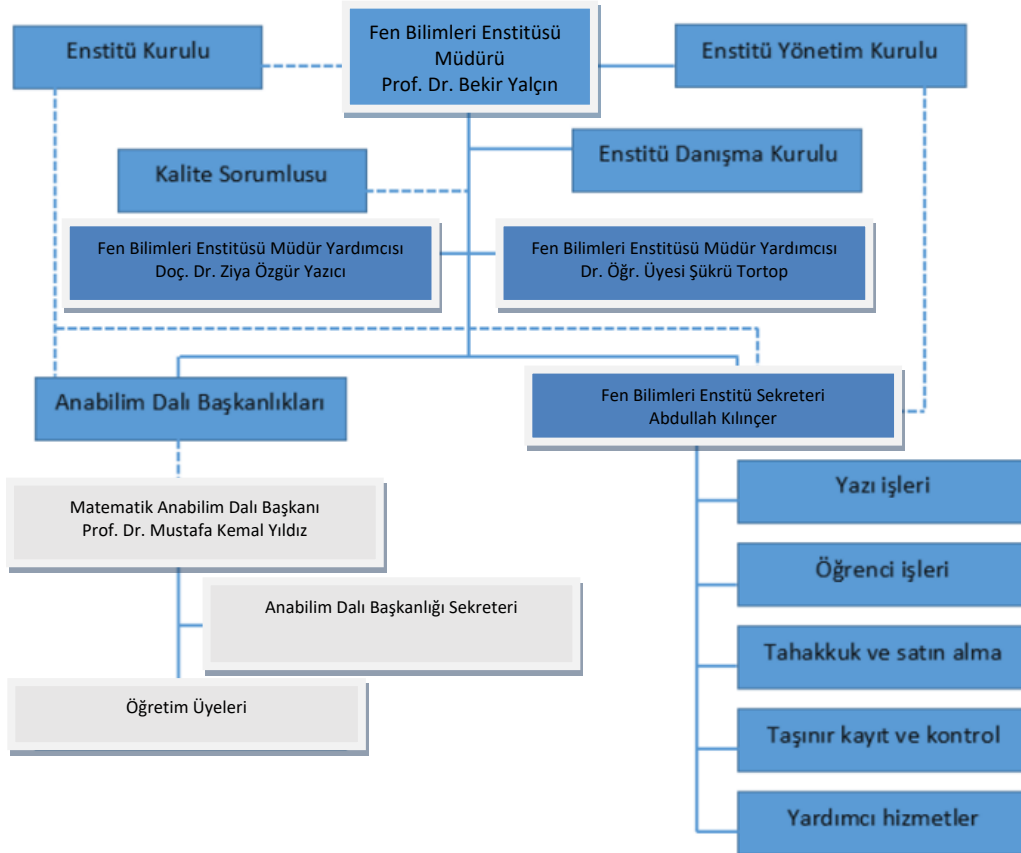 Enstitü Kurulu
Fen Bilimleri Enstitüsü
Müdürü
Prof. Dr. Bekir Yalçın
Enstitü Yönetim Kurulu
Kalite Sorumlusu
Enstitü Danışma Kurulu
Fen Bilimleri Enstitüsü Müdür Yardımcısı
Doç. Dr. Ziya Özgür Yazıcı
Fen Bilimleri Enstitüsü Müdür Yardımcısı
Dr. Öğr. Üyesi Şükrü Tortop
Anabilim Dalı Başkanlıkları
Fen Bilimleri Enstitü Sekreteri
Abdullah Kılınçer
Matematik Anabilim Dalı Başkanı
Prof. Dr. Mustafa Kemal Yıldız
Anabilim Dalı Başkanlığı Sekreteri
Öğretim Üyeleri
Yazı işleri
Öğrenci işleri
Tahakkuk ve satın alma
Taşınır kayıt ve kontrol
Yardımcı hizmetler